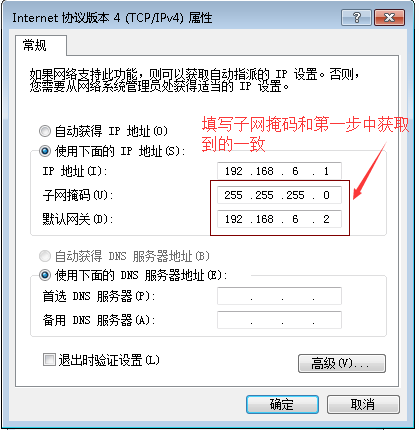 Internet 协议版本 4 (TCP/IPv4) 属性
常规
如果网络支持此功能，则可以获取自动指派的 IP 设置。否则，
您需要从网络系统管理员处获得适当的 IP 设置。
自动获得 IP 地址(O)
使用下面的 IP 地址(S):
填写子网掩码和第一步中获取
到的一致
IP 地址(I): 192 .168 . 6 . 1
子网掩码(U): 255 .255 .255 . 0
默认网关(D): 192 .168 . 6 . 2
自动获得 DNS 服务器地址(B)
使用下面的 DNS 服务器地址(E):
首选 DNS 服务器(P): . . .
备用 DNS 服务器(A): . . .
退出时验证设置(L)
高级(V)...
确定 取消